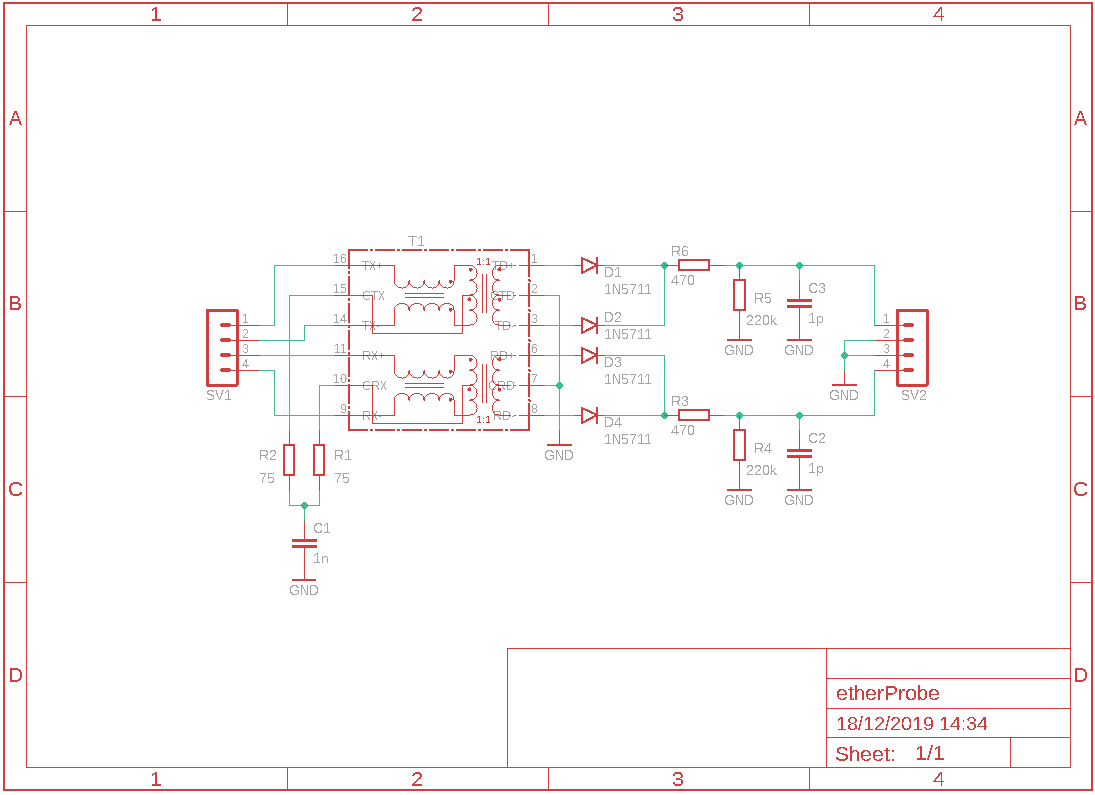 1 2 3 4
A A
B B
C C
D D
T1
16 TX+ 1:1 TD+ 1
15 CTX CTD 2
14 TX- TD- 3
11 RX+ RD+ 6
10 CRX CRD 7
9 RX- 1:1 RD- 8
1
2
3
4
SV1
R2
75
R1
75
C1
1n
GND
GND
D1
1N5711
D2
1N5711
D3
1N5711
D4
1N5711
R6
470
R5
220k
GND
C3
1p
GND
R3
470
R4
220k
GND
C2
1p
GND
1
2
3
4
GND
SV2
etherProbe
18/12/2019 14:34
Sheet: 1/1
1 2 3 4